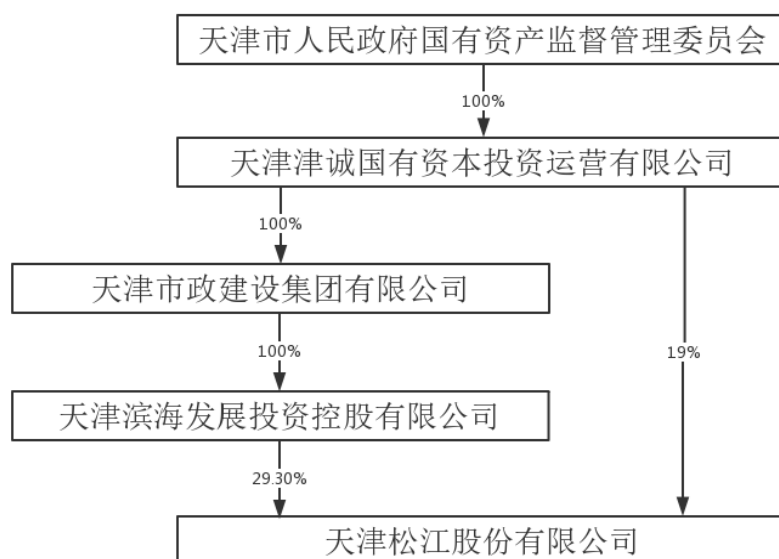 天津市人民政府国有资产监督管理委员会
100%
天津津诚国有资本投资运营有限公司
100%
天津市政建设集团有限公司
100%
19%
天津滨海发展投资控股有限公司
29.30%
天津松江股份有限公司